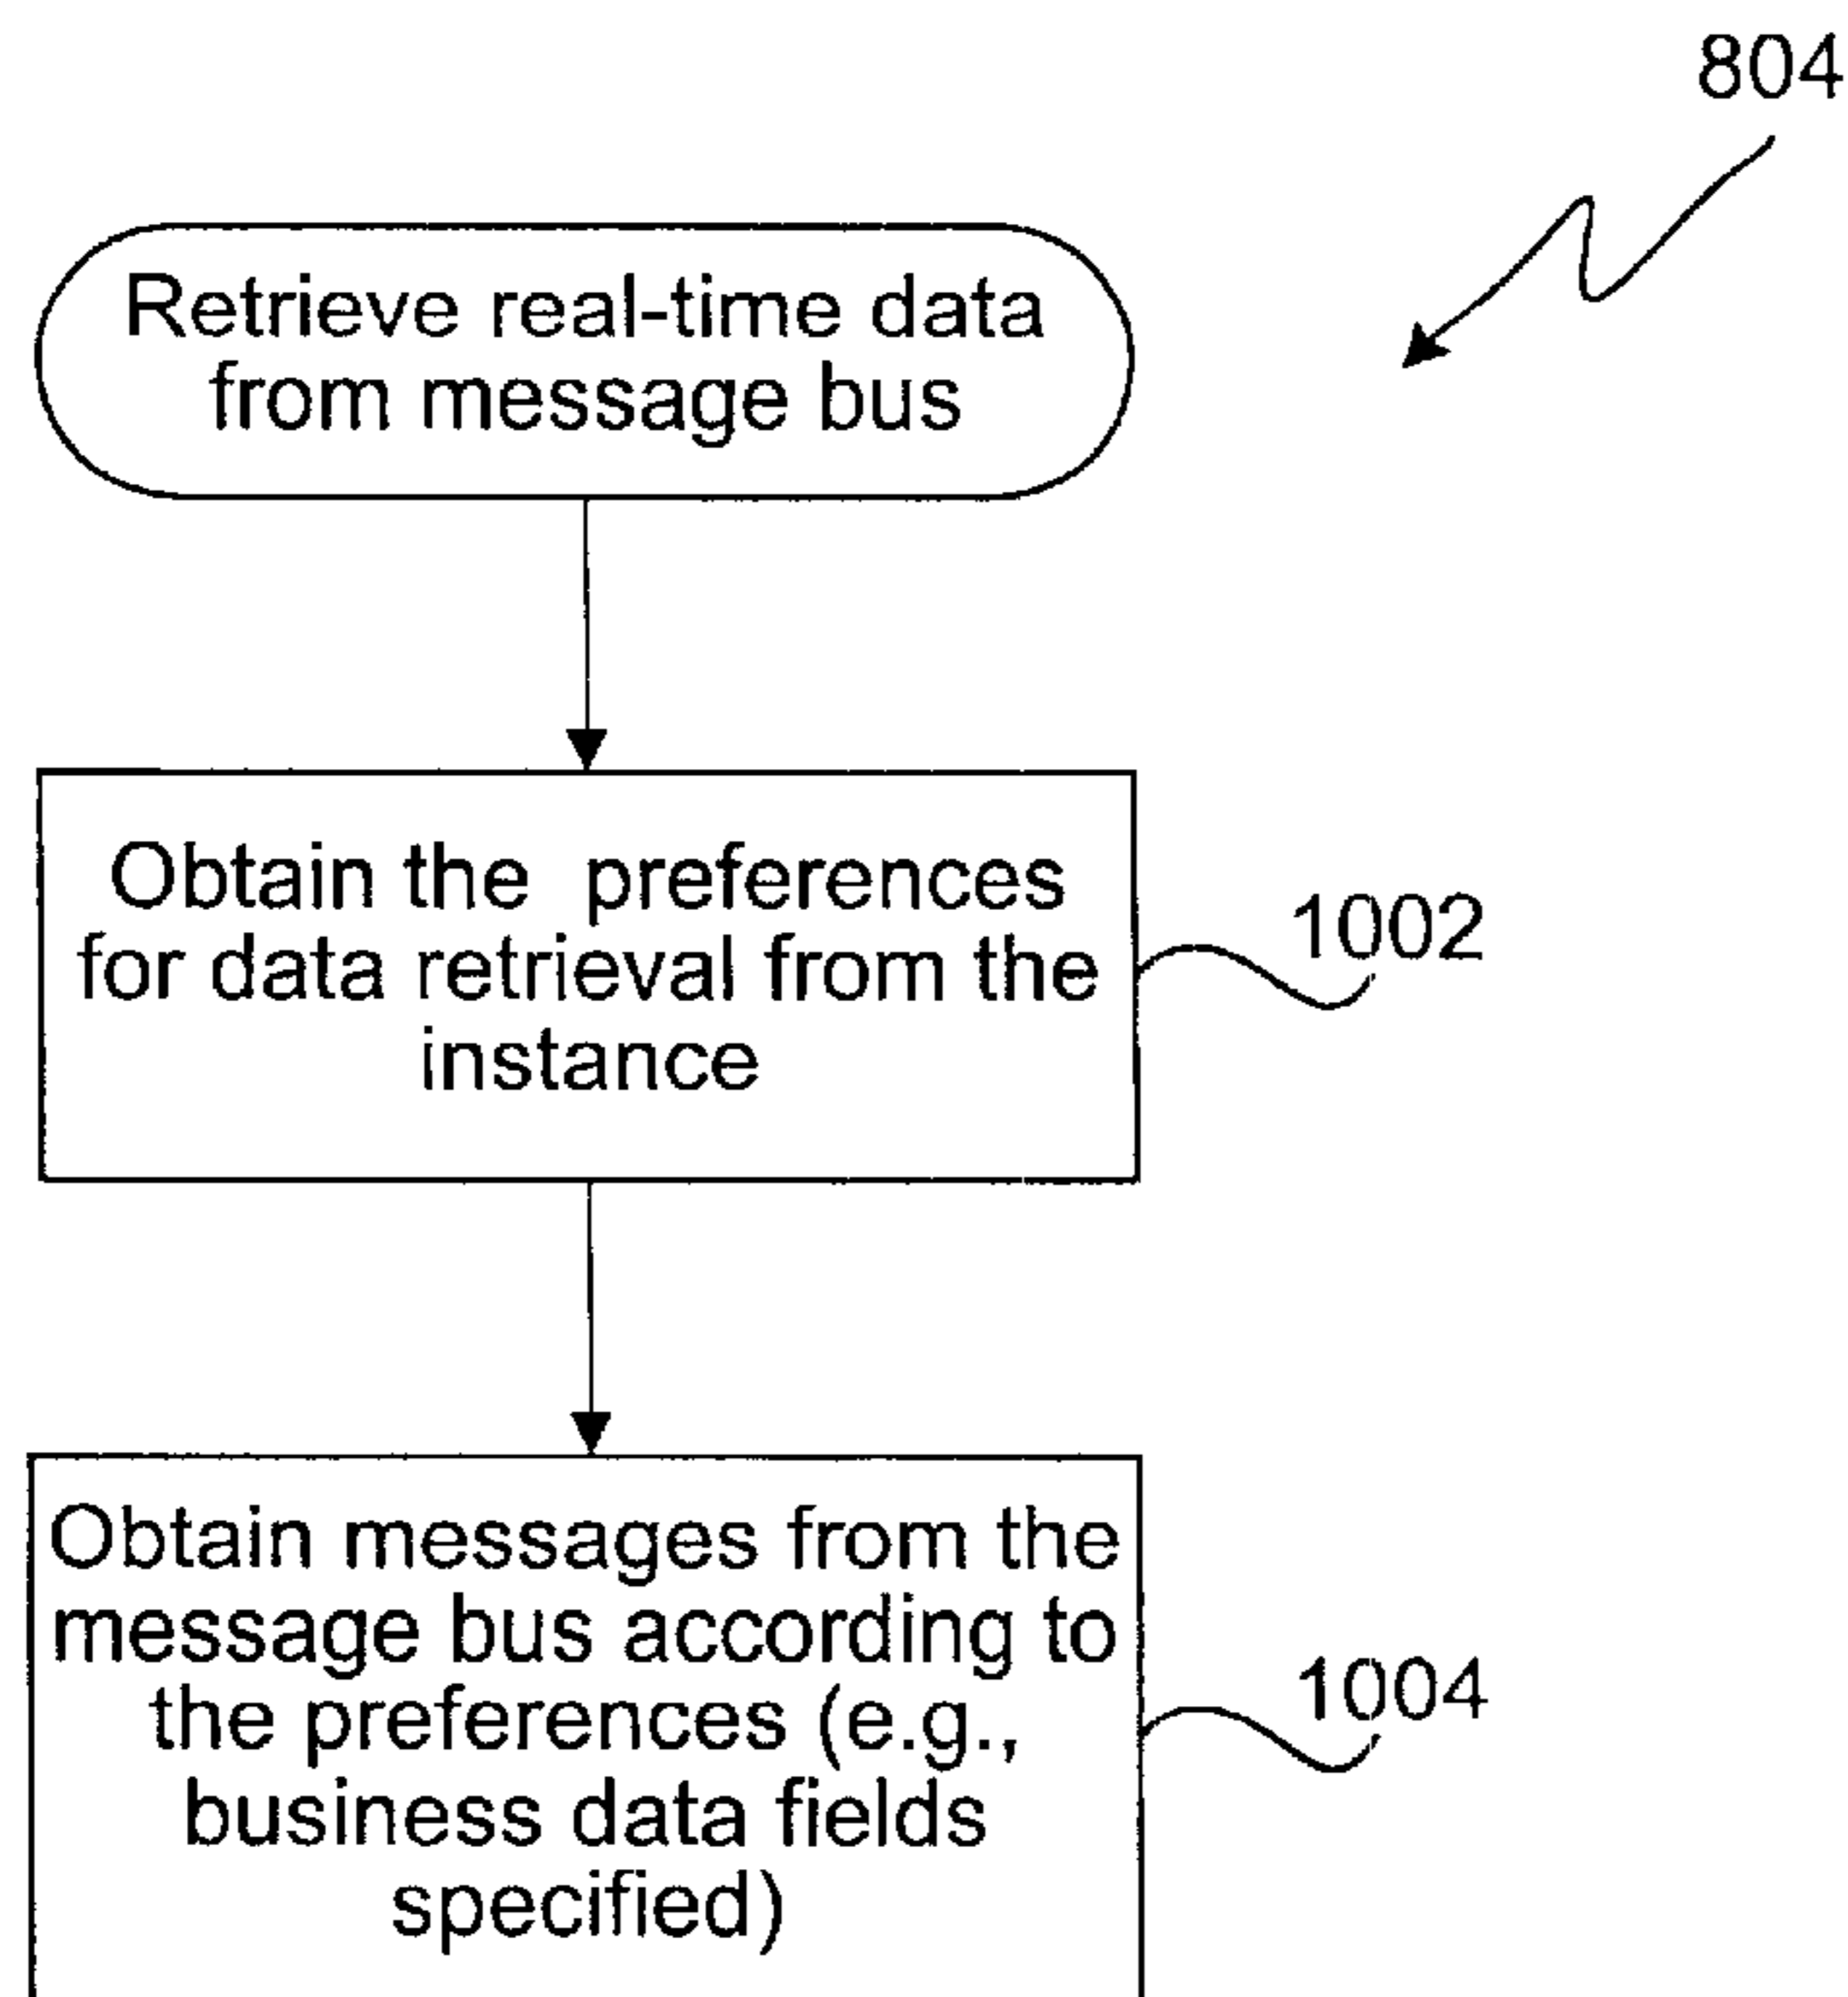 804
Retrieve real-time data
from message bus
Obtain the preferences
for data retrieval from the
instance
1002
Obtain messages from the
message bus according to
the preferences (e.g.,
business data fields
specified)
1004